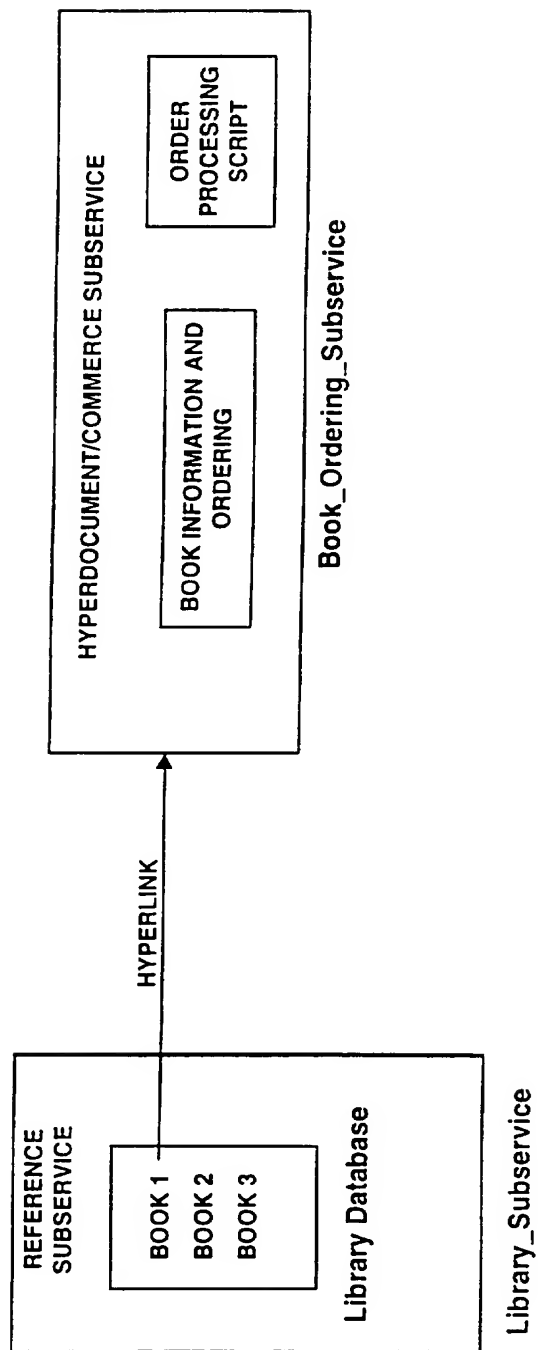 REFERENCE
SUBSERVICE
BOOK 1
BOOK 2
BOOK 3
Library Database
Library_Subservice
HYPERLINK
HYPERDOCUMENT/COMMERCE SUBSERVICE
BOOK INFORMATION AND
ORDERING
ORDER
PROCESSING
SCRIPT
Book_Ordering_Subservice